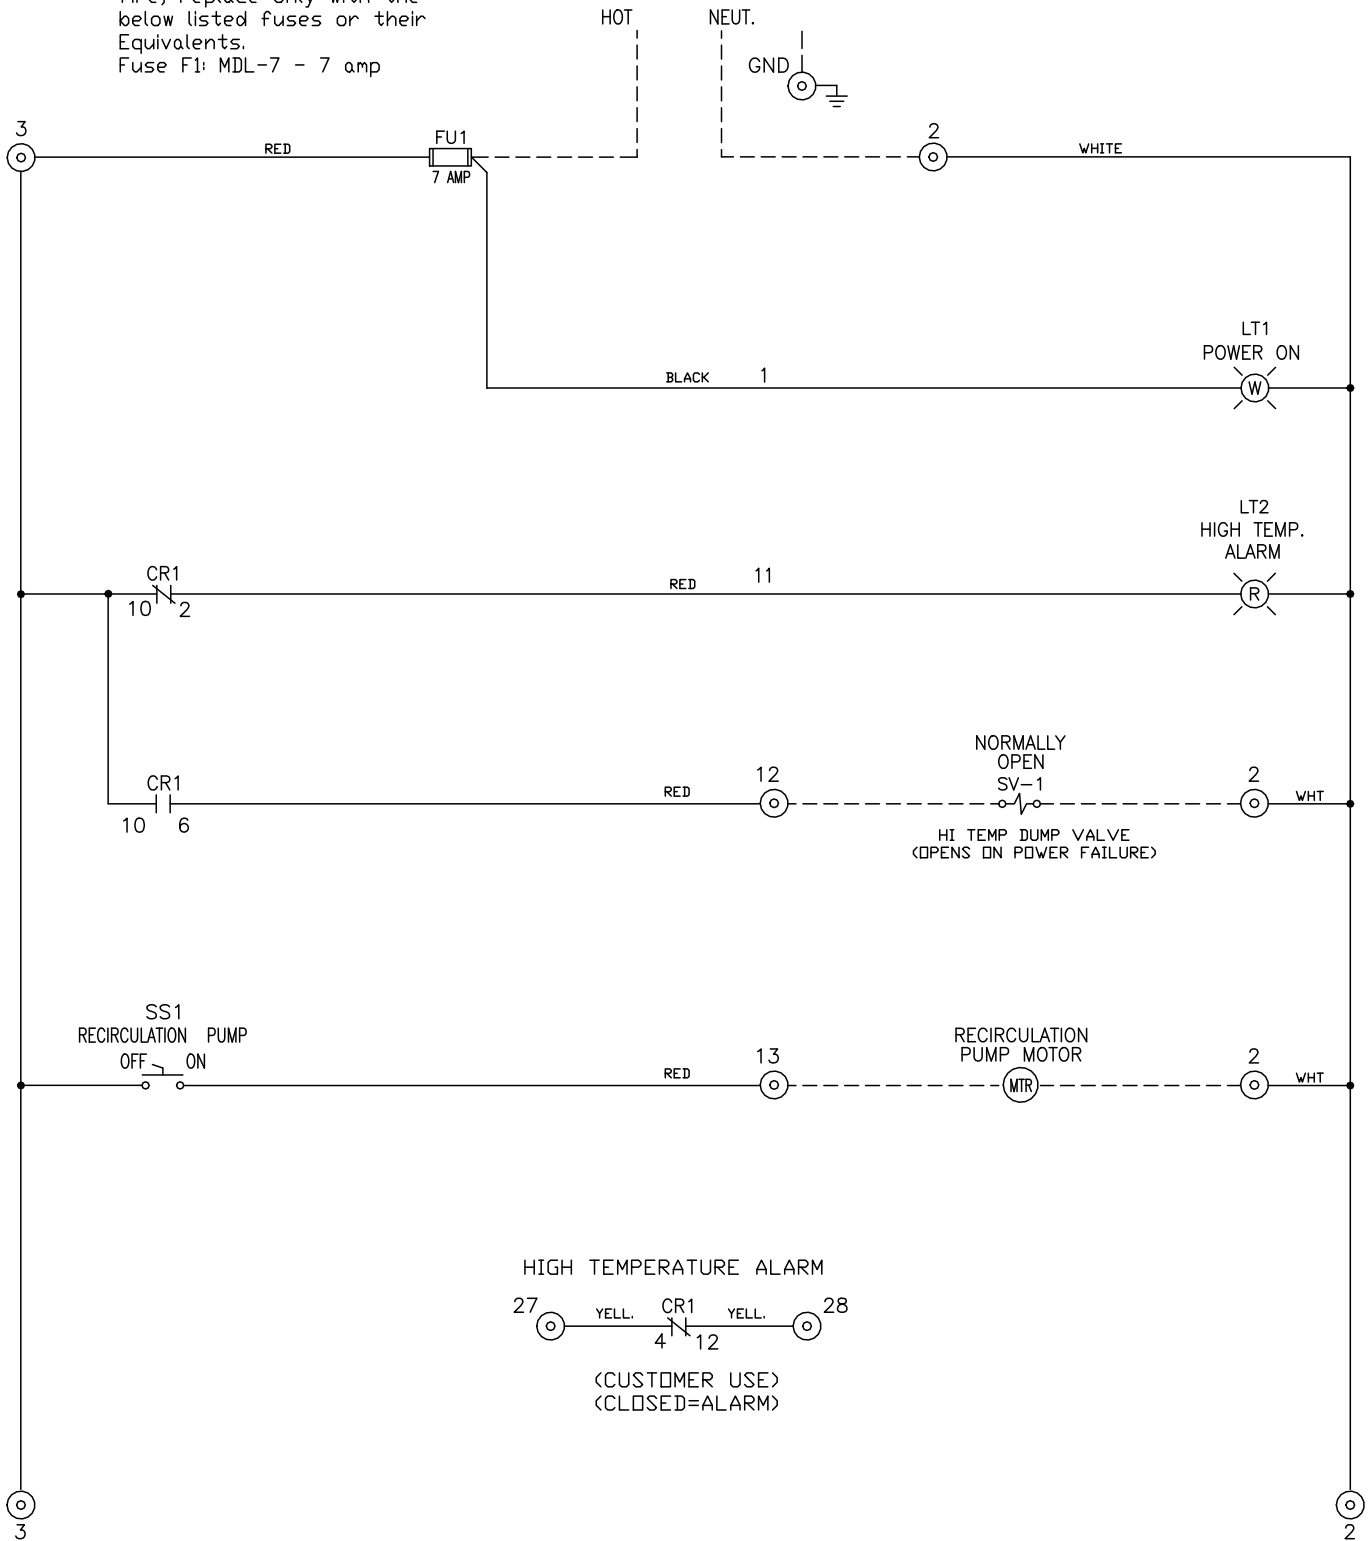 below listed fuses or their
Equivalents.
Fuse F1: MDL-7 - 7 amp
HOT
NEUT.
GND
3
RED
FU1
7 AMP
2
WHITE
LT1
POWER ON
BLACK
1
W
LT2
HIGH TEMP.
ALARM
CR1
10
2
RED
11
R
CR1
10
6
RED
12
NORMALLY
OPEN
SV-1
HI TEMP DUMP VALVE
(OPENS ON POWER FAILURE)
2
WHT
SS1
RECIRCULATION PUMP
OFF
ON
RED
13
RECIRCULATION
PUMP MOTOR
MTR
2
WHT
HIGH TEMPERATURE ALARM
27
YELL.
CR1
4
12
YELL.
28
(CUSTOMER USE)
(CLOSED=ALARM)
3
2